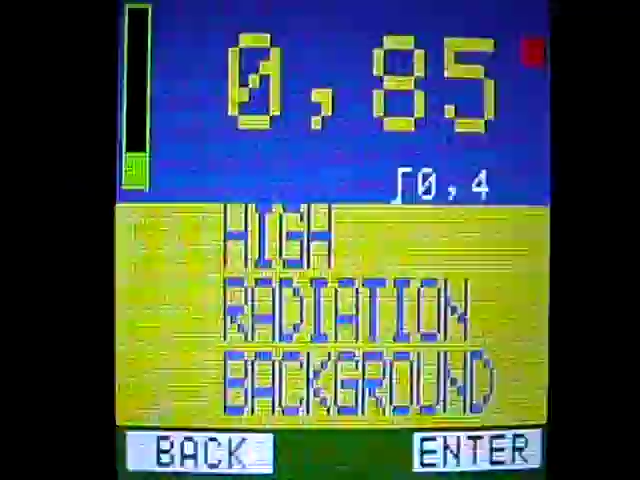 0,85
∫0,4
HIGH
RADIATION
BACKGROUND
BACK ENTER